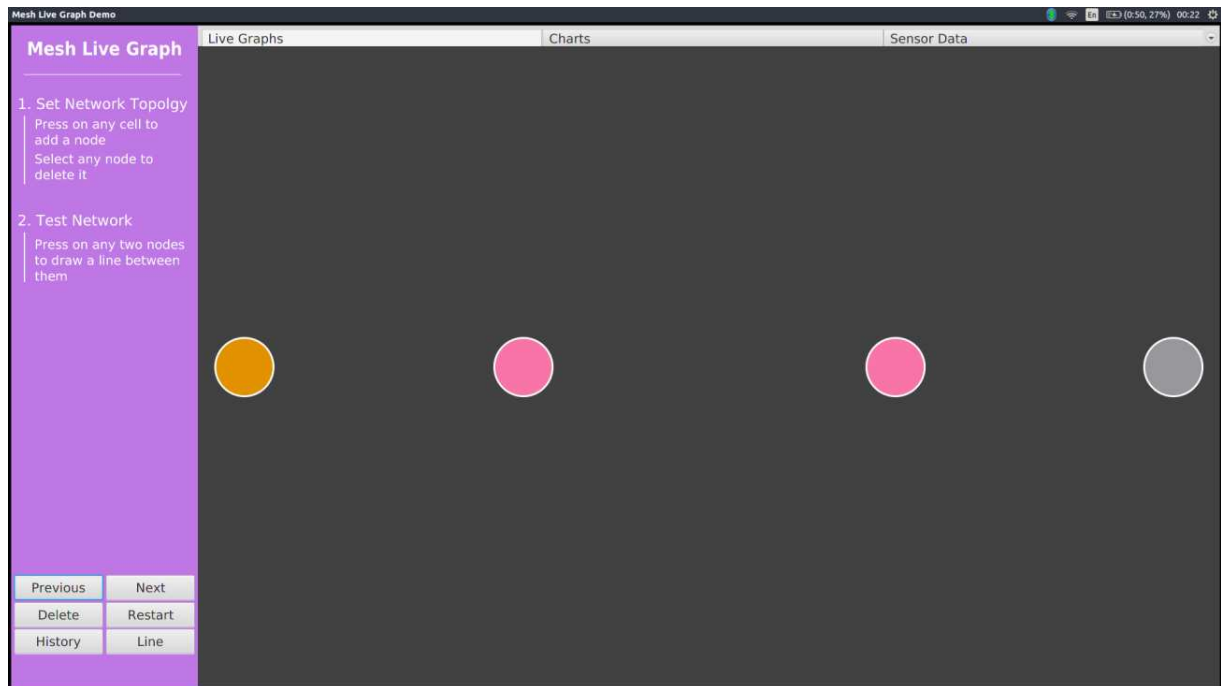 Mesh Live Graph Demo
En (0:50, 27%) 00:22
Mesh Live Graph
Live Graphs
Charts
Sensor Data
1. Set Network Topolgy
Press on any cell to
add a node
Select any node to
delete it
2. Test Network
Press on any two nodes
to draw a line between
them
Previous
Next
Delete
Restart
History
Line